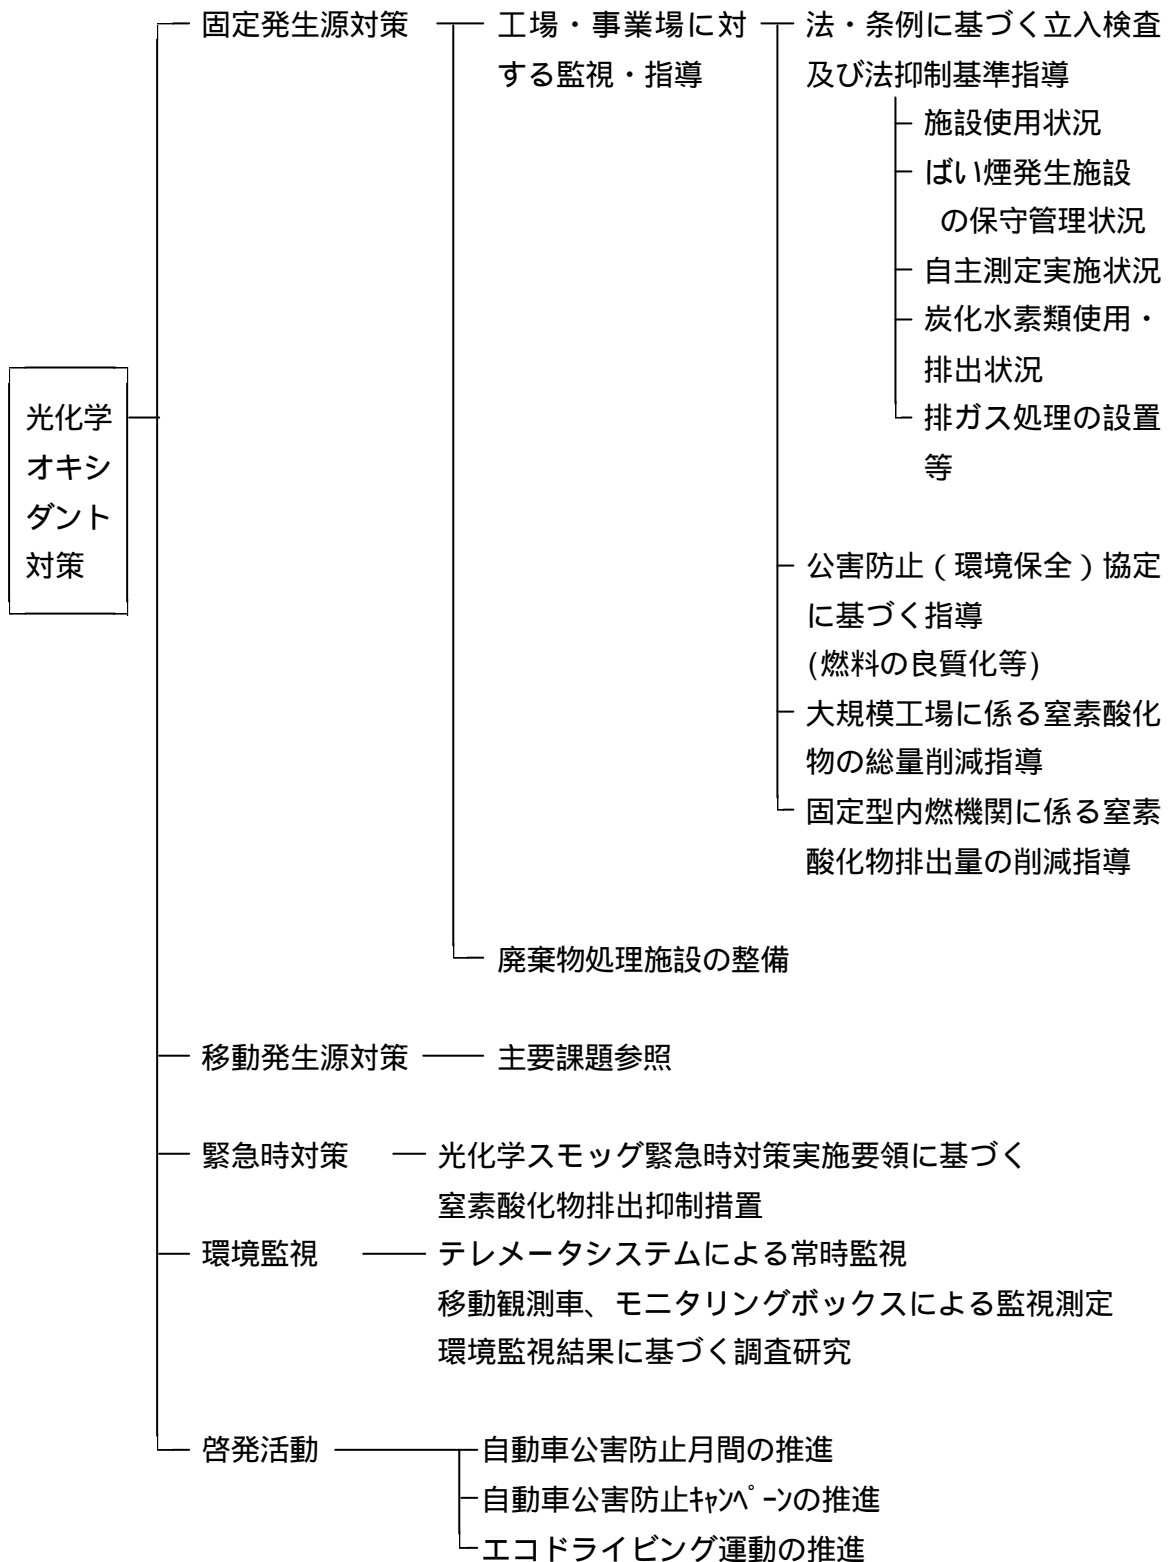 光化学
オキシ
ダント
対策
固定発生源対策
工場・事業場に対
する監視・指導
法・条例に基づく立入検査
及び法抑制基準指導
施設使用状況
ばい煙発生施設
の保守管理状況
自主測定実施状況
炭化水素類使用・
排出状況
排ガス処理の設置
等
公害防止(環境保全)協定
に基づく指導
(燃料の良質化等)
大規模工場に係る窒素酸化
物の総量削減指導
固定型内燃機関に係る窒素
酸化物排出量の削減指導
廃棄物処理施設の整備
移動発生源対策
主要課題参照
緊急時対策
光化学スモッグ緊急時対策実施要領に基づく
窒素酸化物排出抑制措置
環境監視
テレメータシステムによる常時監視
移動観測車、モニタリングボックスによる監視測定
環境監視結果に基づく調査研究
啓発活動
自動車公害防止月間の推進
自動車公害防止ｷｬﾝﾍﾟｰﾝの推進
エコドライビング運動の推進